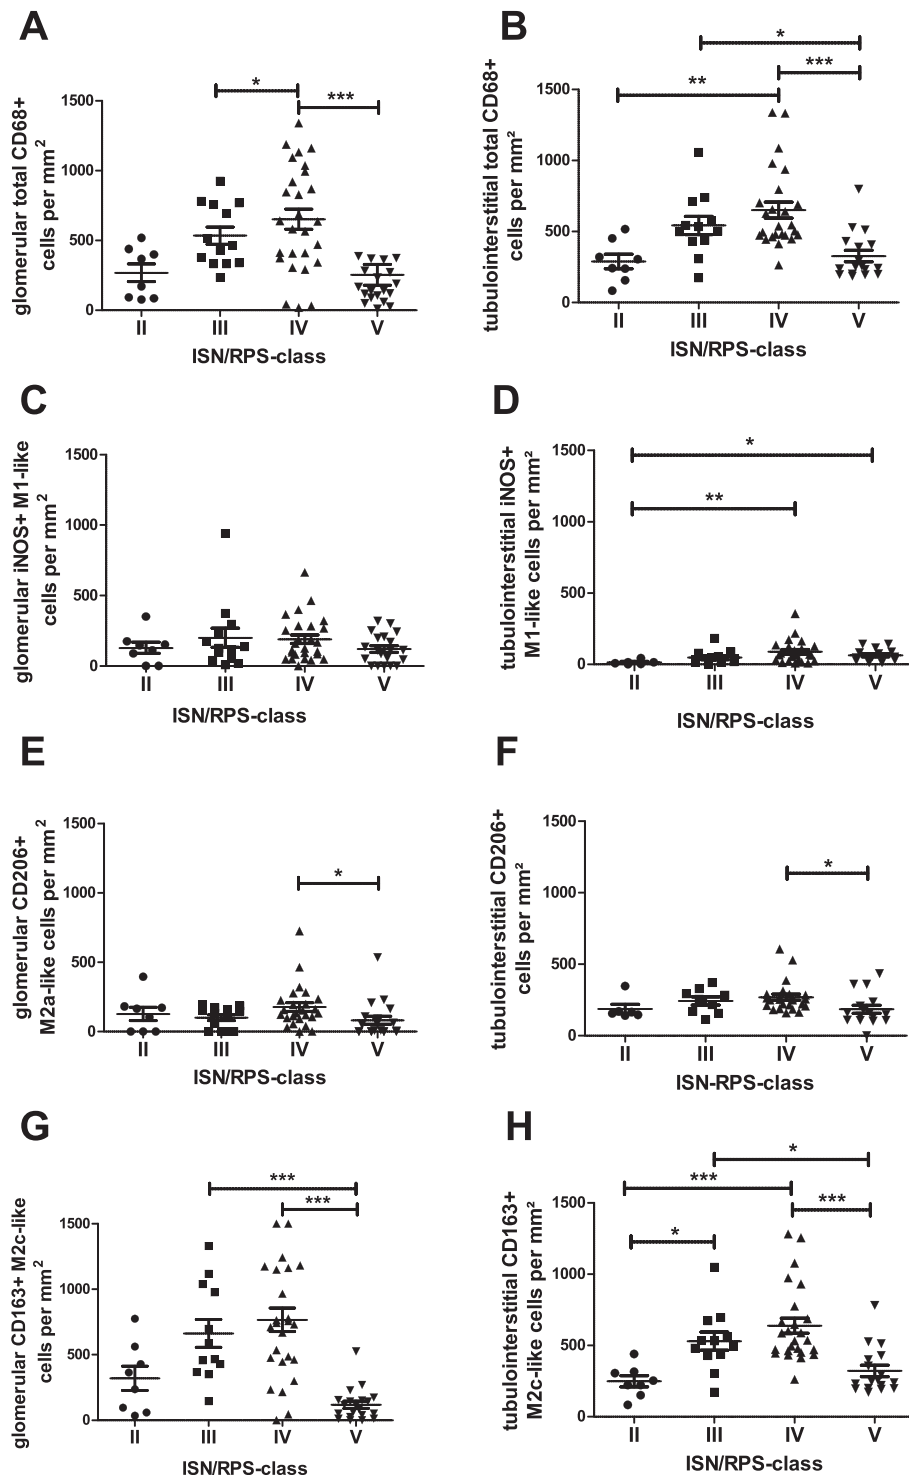 A
glomerular total CD68+
cells per mm²
1500
1000
500
0
*
***
II III IV V
ISN/RPS-class
B
tubulointerstitial total CD68+
cells per mm²
1500
1000
500
0
*
***
**
II III IV V
ISN/RPS-class
C
glomerular iNOS+ M1-like
cells per mm²
1500
1000
500
0
II III IV V
ISN/RPS-class
D
tubulointerstitial iNOS+
M1-like cells per mm²
1500
1000
500
0
*
**
II III IV V
ISN/RPS-class
E
glomerular CD206+
M2a-like cells per mm²
1500
1000
500
0
*
II III IV V
ISN/RPS-class
F
tubulointerstitial CD206+
cells per mm²
1500
1000
500
0
*
II III IV V
ISN-RPS-class
G
glomerular CD163+ M2c-like
cells per mm²
1500
1000
500
0
***
***
II III IV V
ISN/RPS-class
H
tubulointerstitial CD163+
M2c-like cells per mm²
1500
1000
500
0
*
***
***
*
II III IV V
ISN/RPS-class